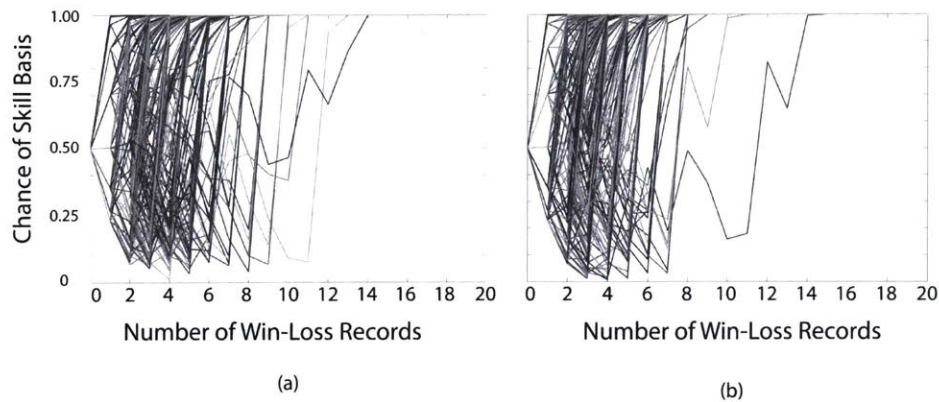 1.00
0.75
0.50
0.25
0
Chance of Skill Basis
0 2 4 6 8 10 12 14 16 18 20
Number of Win-Loss Records
(a)
0 2 4 6 8 10 12 14 16 18 20
Number of Win-Loss Records
(b)